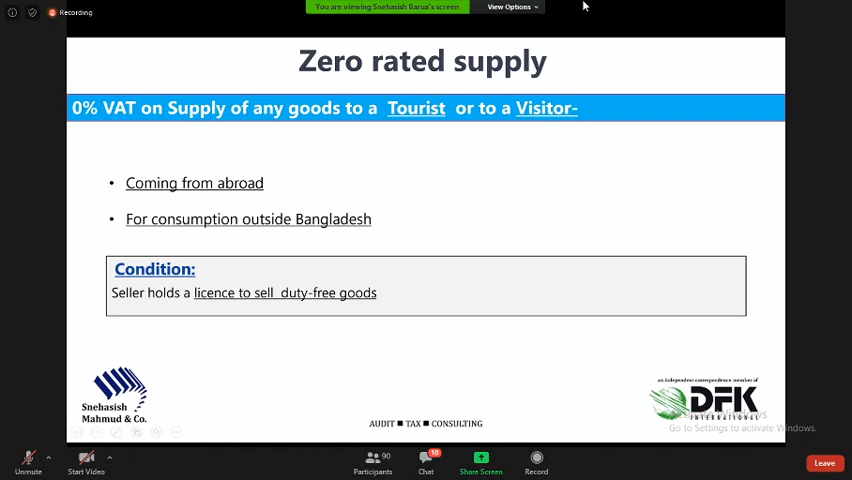 Recording
You are viewing Snehasish Barua's screen
View Options
Zero rated supply
0% VAT on Supply of any goods to a Tourist or to a Visitor-
• Coming from abroad
• For consumption outside Bangladesh
Condition:
Seller holds a licence to sell duty-free goods
Snehasish
Mahmud & Co.
AUDIT ■ TAX ■ CONSULTING
an independent correspondence member of
DFK
INTERNATIONAL
Go to Settings to activate Windows.
Unmute
Start Video
90
Participants
10
Chat
Share Screen
Record
Leave